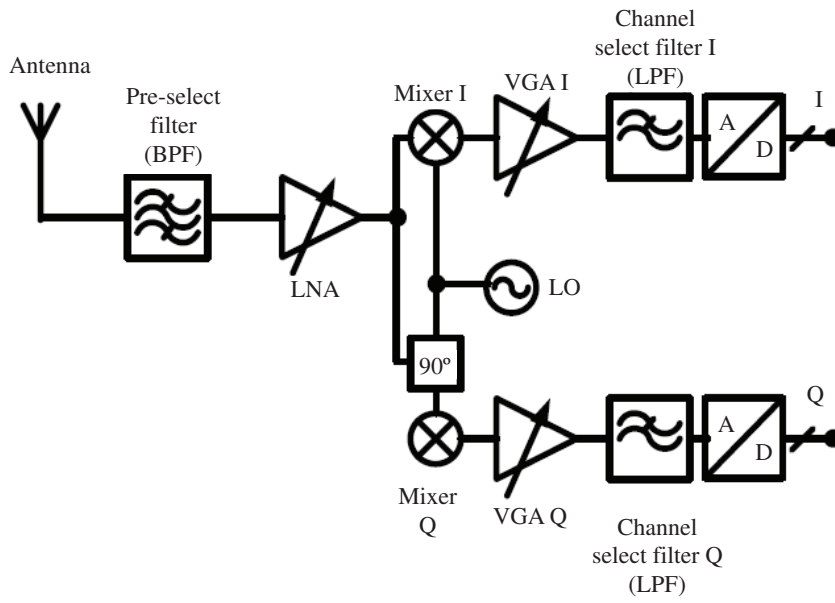 Antenna
Pre-select
filter
(BPF)
LNA
Mixer I
VGA I
Channel
select filter I
(LPF)
A
D
I
LO
90º
Mixer
Q
VGA Q
Channel
select filter Q
(LPF)
A
D
Q